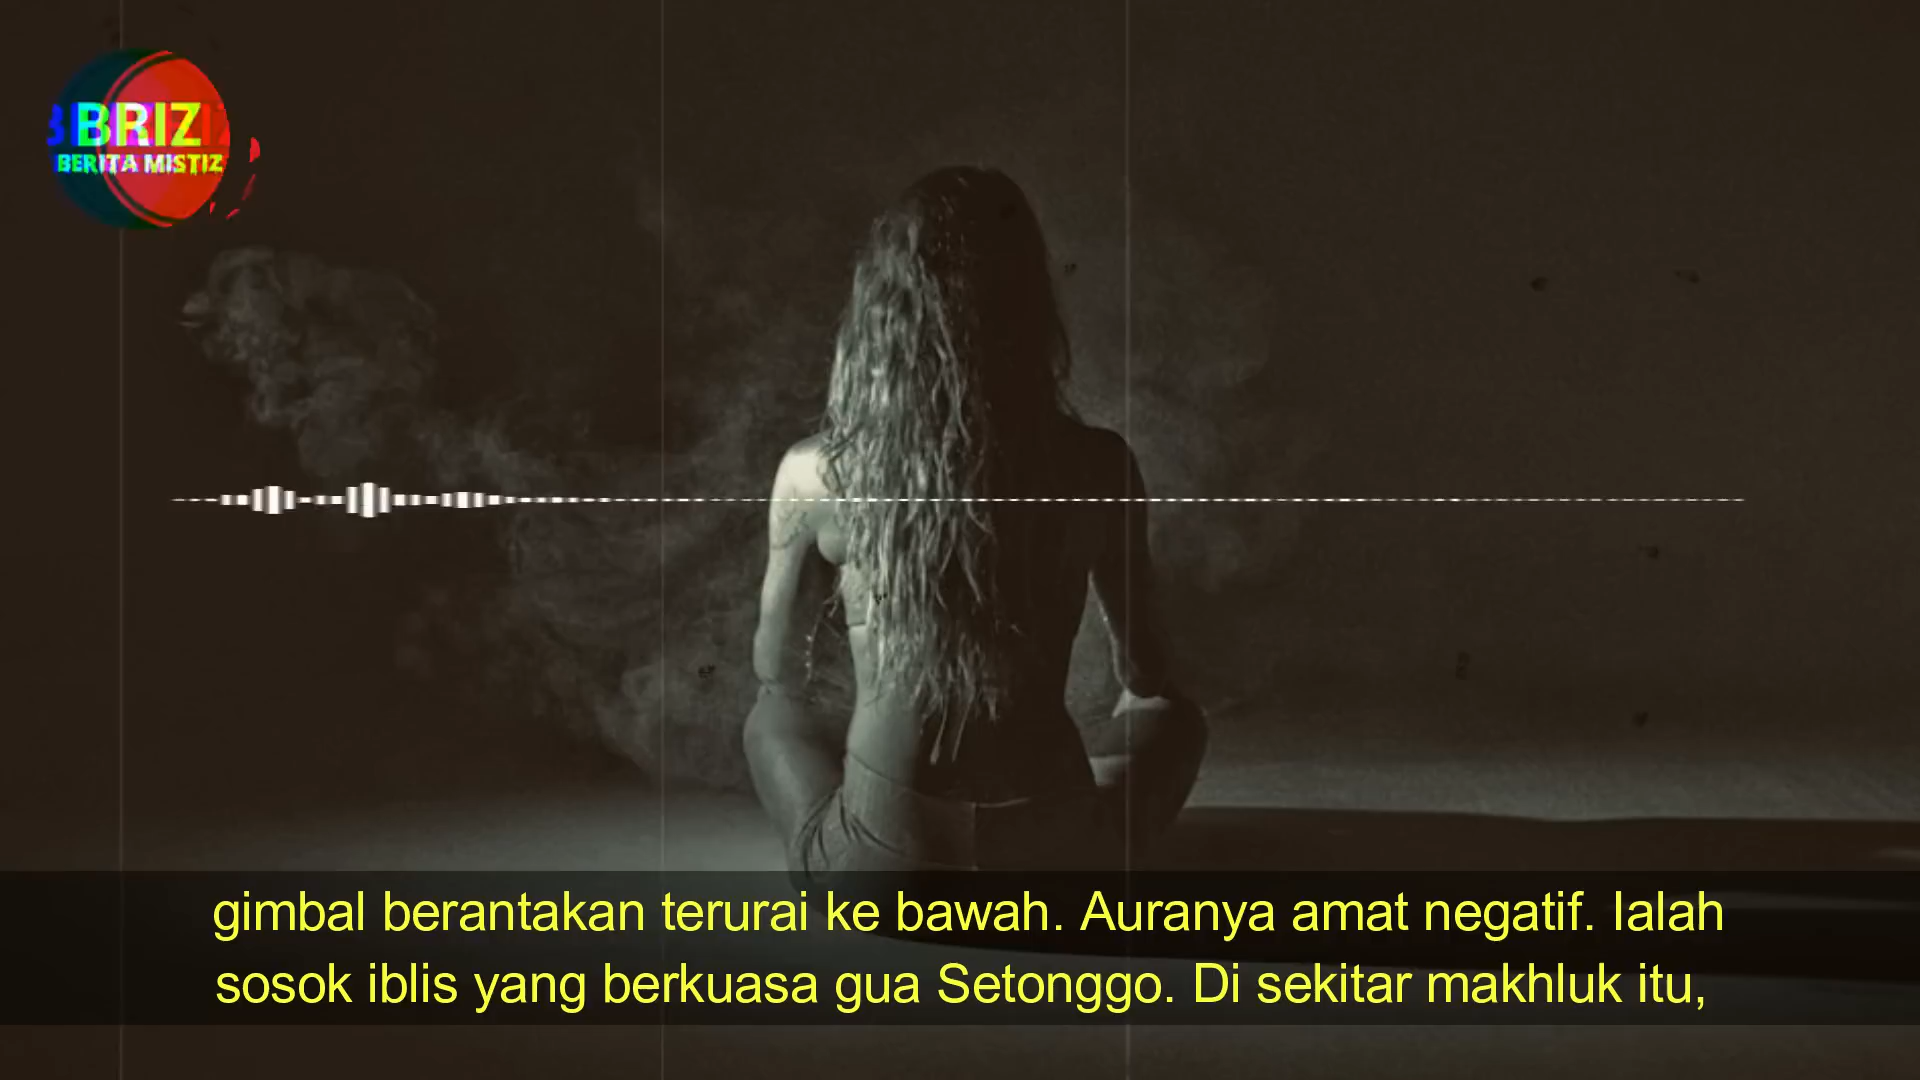 BRIZ
BERITA MISTIZ
gimbal berantakan terurai ke bawah. Auranya amat negatif. Ialah
sosok iblis yang berkuasa gua Setonggo. Di sekitar makhluk itu,